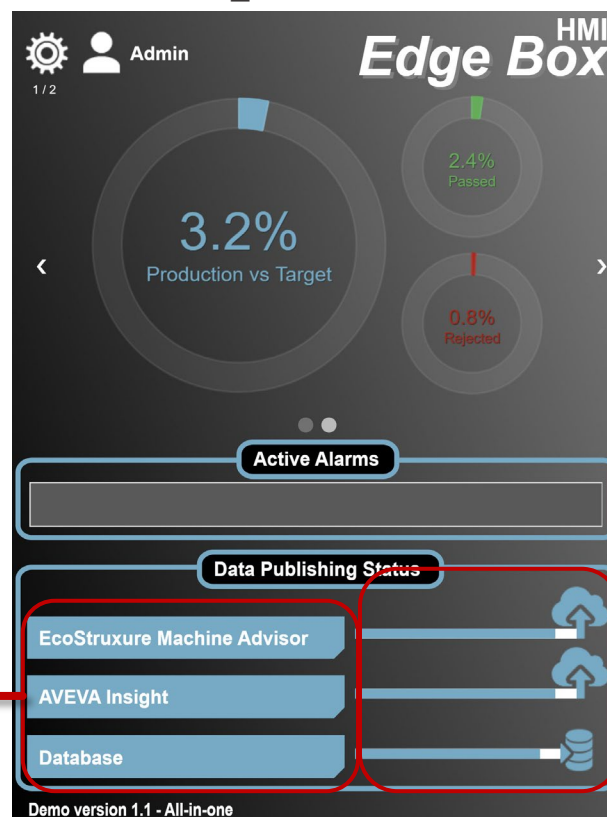 HMI
Admin
Edge Box
1 / 2
2.4%
Passed
3.2%
Production vs Target
0.8%
Rejected
Active Alarms
Data Publishing Status
EcoStruxure Machine Advisor
AVEVA Insight
Database
Demo version 1.1 - All-in-one